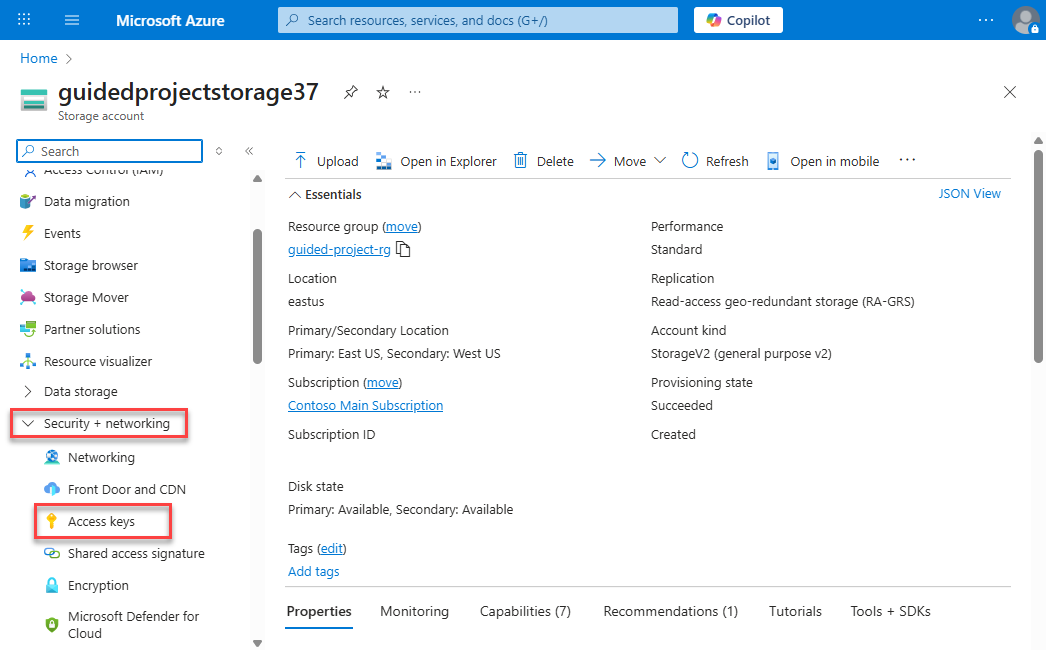 Microsoft Azure
Search resources, services, and docs (G+/)
Copilot
...
Home
guidedprojectstorage37
...
Storage account
Search
Access Control (IAM)
Data migration
Events
Storage browser
Storage Mover
Partner solutions
Resource visualizer
Data storage
Security + networking
Networking
Front Door and CDN
Access keys
Shared access signature
Encryption
Microsoft Defender for
Cloud
Upload
Open in Explorer
Delete
Move
Refresh
Open in mobile
...
Essentials
JSON View
Resource group (move)
guided-project-rg
Location
eastus
Primary/Secondary Location
Primary: East US, Secondary: West US
Subscription (move)
Contoso Main Subscription
Subscription ID
Disk state
Primary: Available, Secondary: Available
Tags (edit)
Add tags
Performance
Standard
Replication
Read-access geo-redundant storage (RA-GRS)
Account kind
StorageV2 (general purpose v2)
Provisioning state
Succeeded
Created
Properties
Monitoring
Capabilities (7)
Recommendations (1)
Tutorials
Tools + SDKs